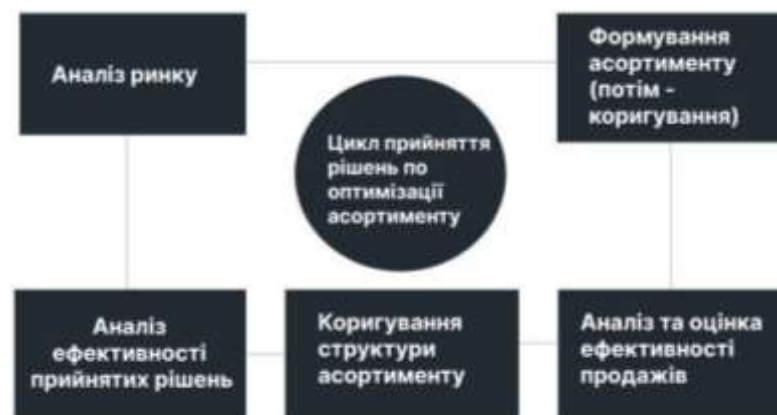 Аналіз ринку
Формування
асортименту
(потім -
коригування)
Цикл прийняття
рішень по
оптимізації
асортименту
Аналіз
ефективності
прийнятих рішень
Коригування
структури
асортименту
Аналіз та оцінка
ефективності
продажів